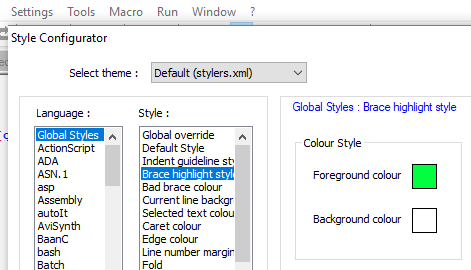 Settings Tools Macro Run Window ?
Style Configurator
Select theme : Default (stylers.xml)
Language :
Global Styles
ActionScript
ADA
ASN.1
asp
Assembly
autoIt
AviSynth
BaanC
bash
Batch
Style :
Global override
Default Style
Indent guideline sty
Brace highlight style
Bad brace colour
Current line backgr
Selected text colou
Caret colour
Edge colour
Line number margin
Fold
Global Styles : Brace highlight style
Colour Style
Foreground colour
Background colour